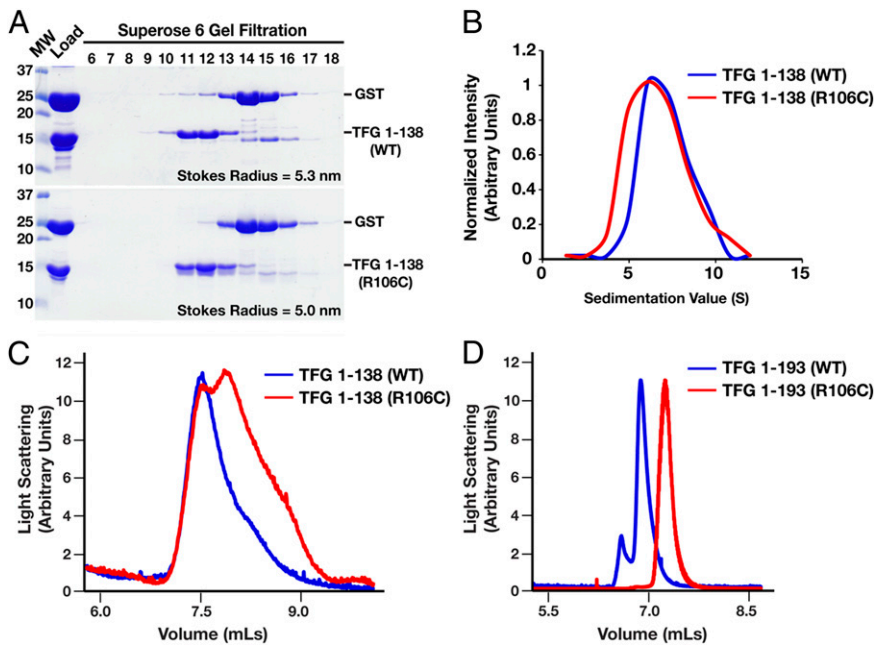 A
Superose 6 Gel Filtration
MW
Load
6 7 8 9 10 11 12 13 14 15 16 17 18
37
25
20
15
10
GST
TFG 1-138
(WT)
Stokes Radius = 5.3 nm
37
25
20
15
10
GST
TFG 1-138
(R106C)
Stokes Radius = 5.0 nm
B
TFG 1-138 (WT)
TFG 1-138 (R106C)
Normalized Intensity
(Arbitrary Units)
1.2
1
0.8
0.6
0.4
0.2
0
0 5 10 15
Sedimentation Value (S)
C
TFG 1-138 (WT)
TFG 1-138 (R106C)
Light Scattering
(Arbitrary Units)
12
10
8
6
4
2
0
6.0 7.5 9.0
Volume (mLs)
D
TFG 1-193 (WT)
TFG 1-193 (R106C)
Light Scattering
(Arbitrary Units)
12
10
8
6
4
2
0
5.5 7.0 8.5
Volume (mLs)